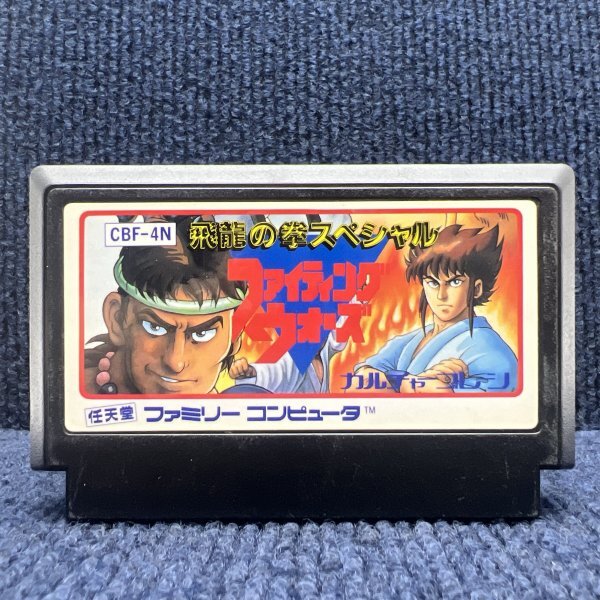 CBF-4N
飛龍の拳スペシャル
ファイティング
ウォーズ
カルチャーブレーン
任天堂 ファミリー コンピュータ™